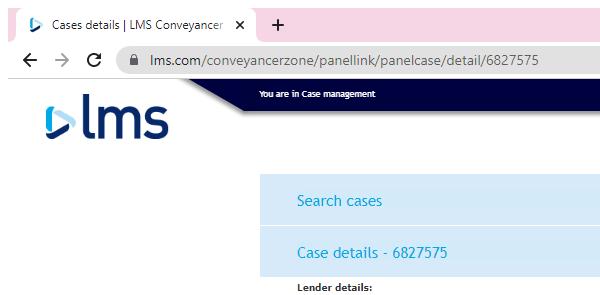 Cases details | LMS Conveyancer
lms.com/conveyancerzone/panellink/panelcase/detail/6827575
You are in Case management
lms
Search cases
Case details - 6827575
Lender details: